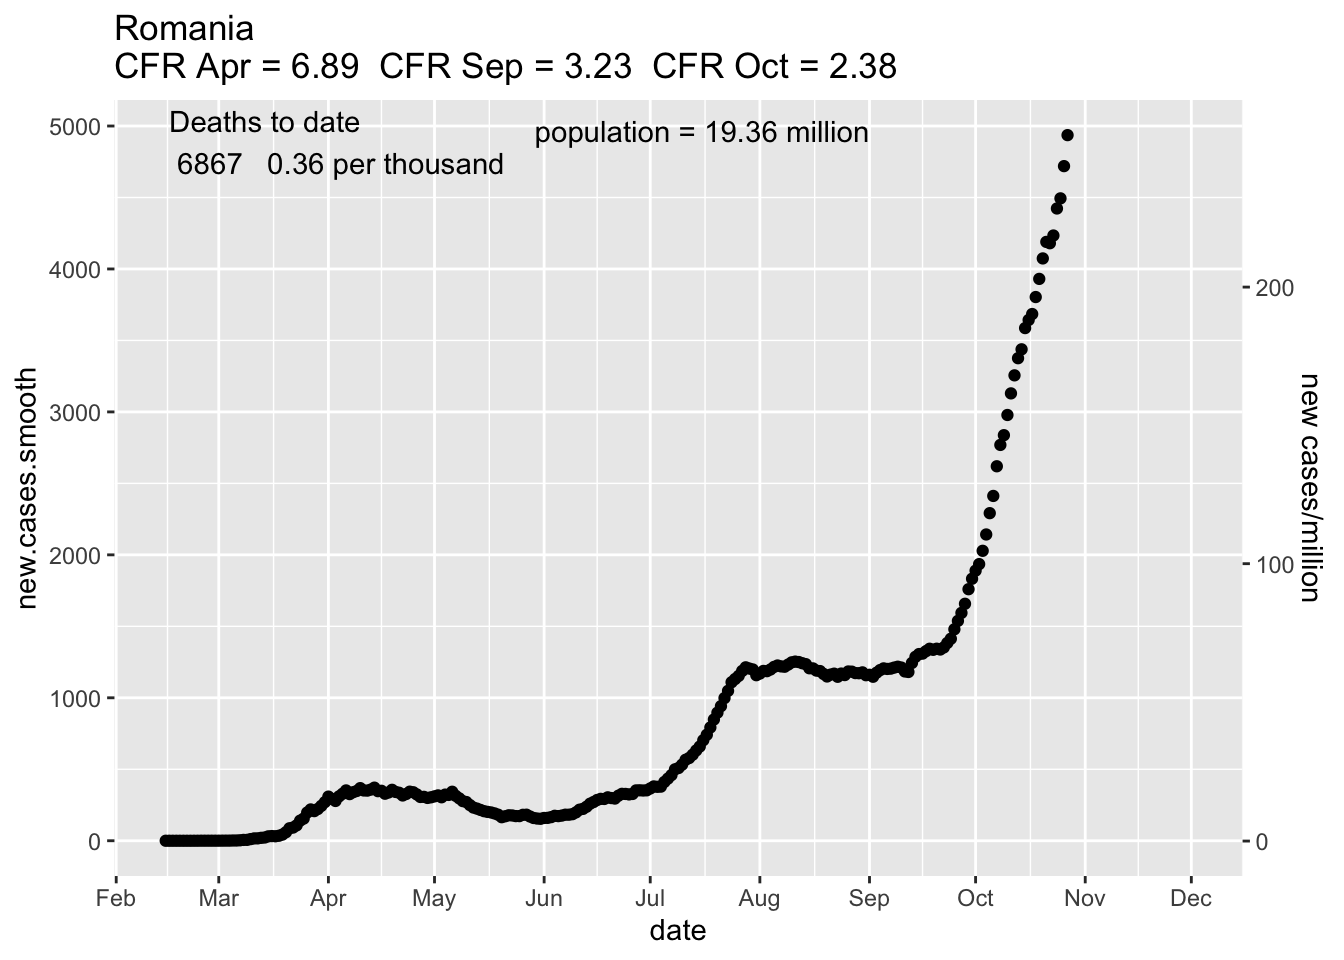 Romania
CFR Apr = 6.89  CFR Sep = 3.23  CFR Oct = 2.38
Deaths to date
6867   0.36 per thousand
population = 19.36 million
5000
4000
3000
2000
1000
0
new.cases.smooth
200
100
0
new cases/million
Feb Mar Apr May Jun Jul Aug Sep Oct Nov Dec
date